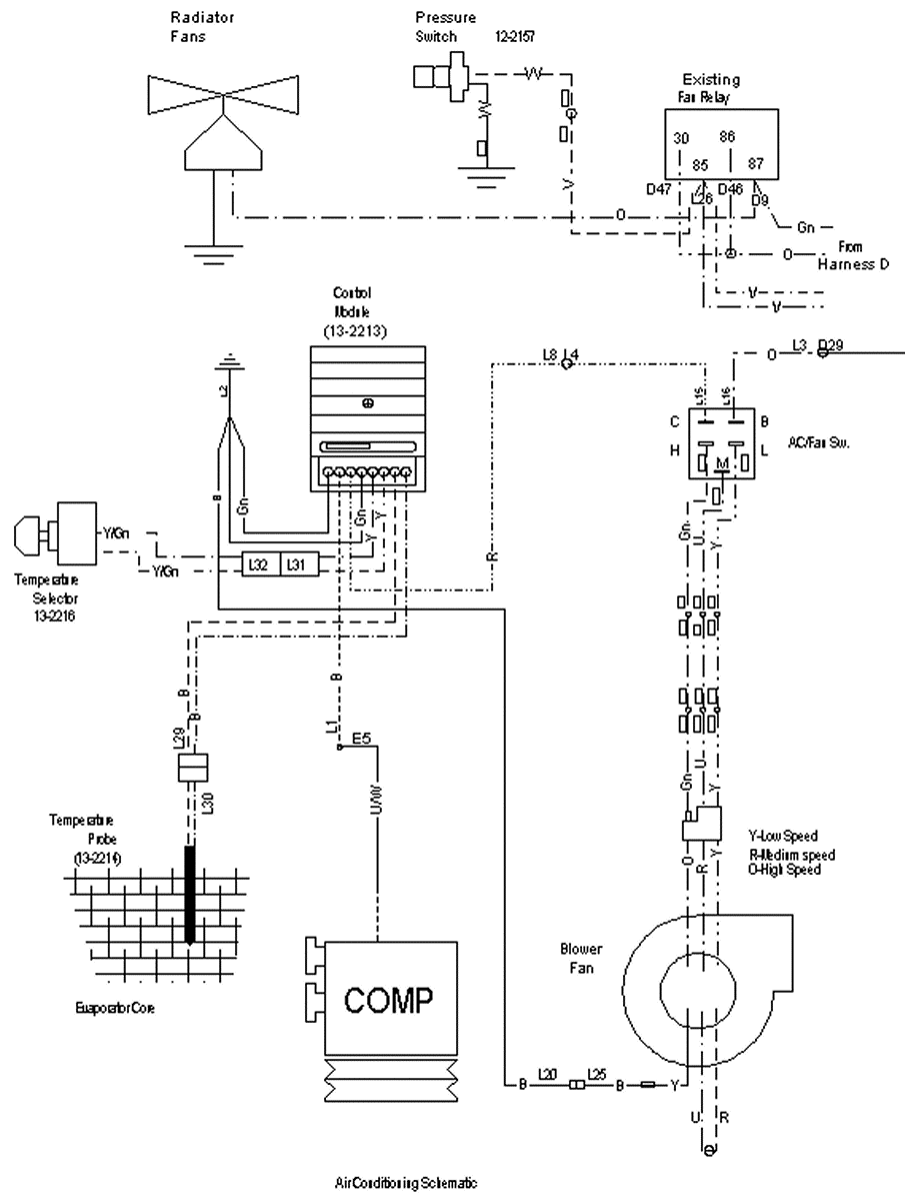 Radiator
Fans
Pressure
Switch 12-2157
Existing
Fan Relay
30 86
85 87
D47 L26 D46 D9
W
W
V
O
Gn
From
O
Harness D
V
V
Control
Module
(13-2213)
L8 L4
O L3 D29
L2
L15 L16
C B
AC/Fan Sw.
H L
M
B
Gn
Gn Y
Y
Y/Gn
Y/Gn
L32 L31
R
Gn U Y
Temperature
Selector
13-2216
B
B
B
L1
E5
L29
L30
U/W
Gn U Y
Temperature
Probe
(13-2214)
Y-Low Speed
R-Medium speed
O-High Speed
O R Y
Blower
Fan
COMP
Evaporator Core
B L20 L25 B Y
U R
Air Conditioning Schematic